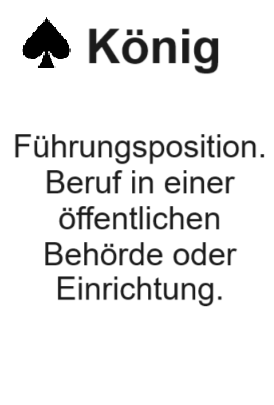 ♠ König
Führungsposition.
Beruf in einer
öffentlichen
Behörde oder
Einrichtung.